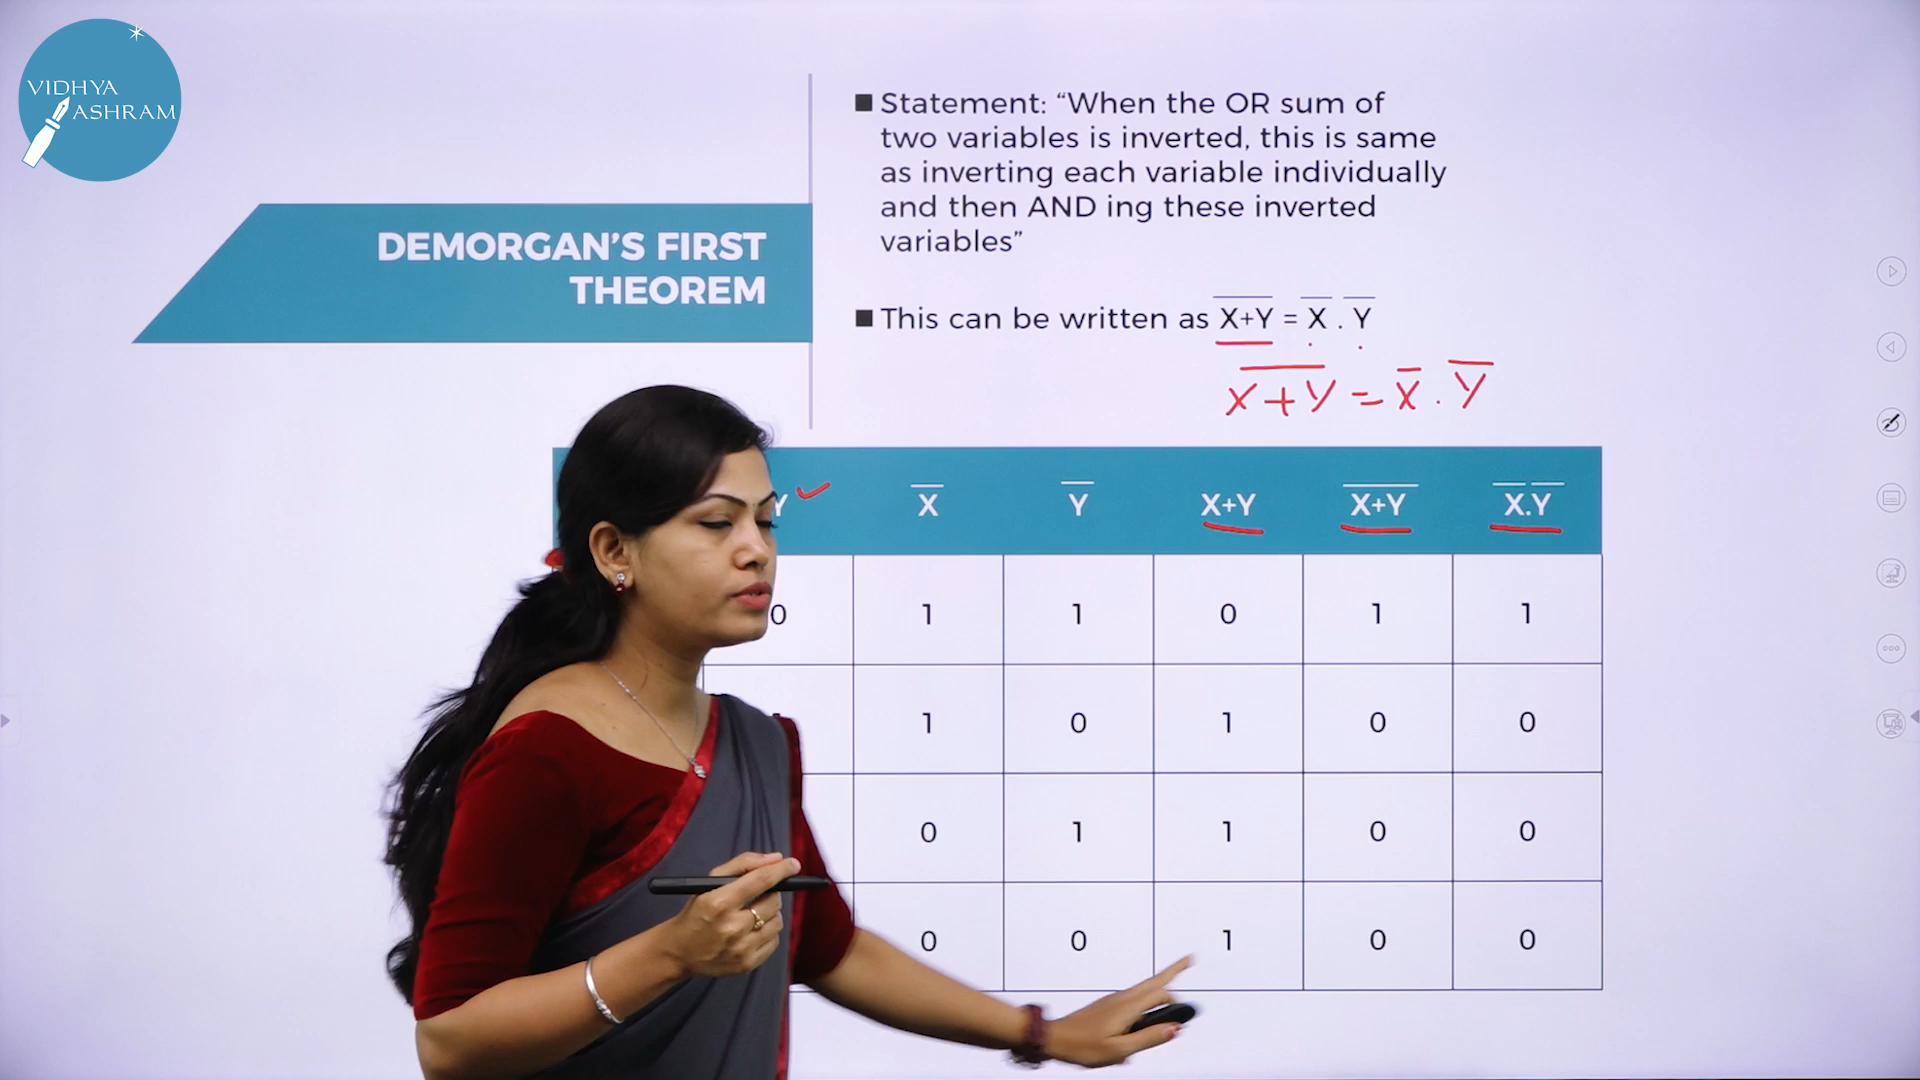 VIDHYA
ASHRAM
■ Statement: “When the OR sum of
two variables is inverted, this is same
as inverting each variable individually
and then AND ing these inverted
variables”
DEMORGAN’S FIRST
THEOREM
■ This can be written as X̅+̅Y̅ = X̅ . Y̅
X̅+̅Y̅ = X̅ . Y̅
Y ✓ X̅ Y̅ X+Y X̅+̅Y̅ X̅.Y̅
0 1 1 0 1 1
1 0 1 0 0
0 1 1 0 0
0 0 1 0 0